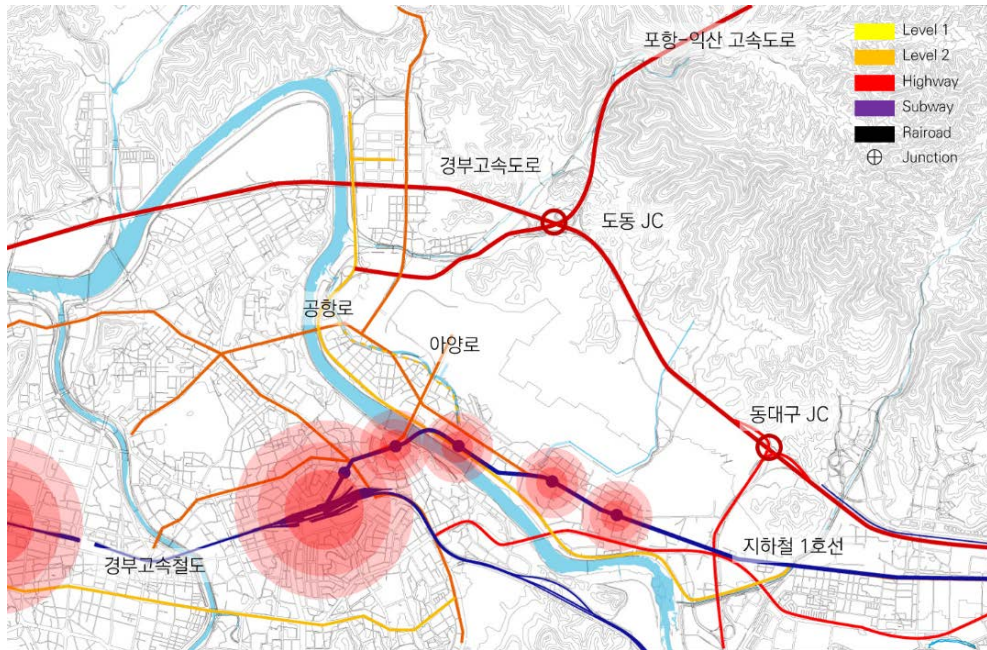 포항-익산 고속도로
Level 1
Level 2
Highway
Subway
Rairoad
Junction
경부고속도로
도동 JC
공항로
아양로
동대구 JC
지하철 1호선
경부고속철도